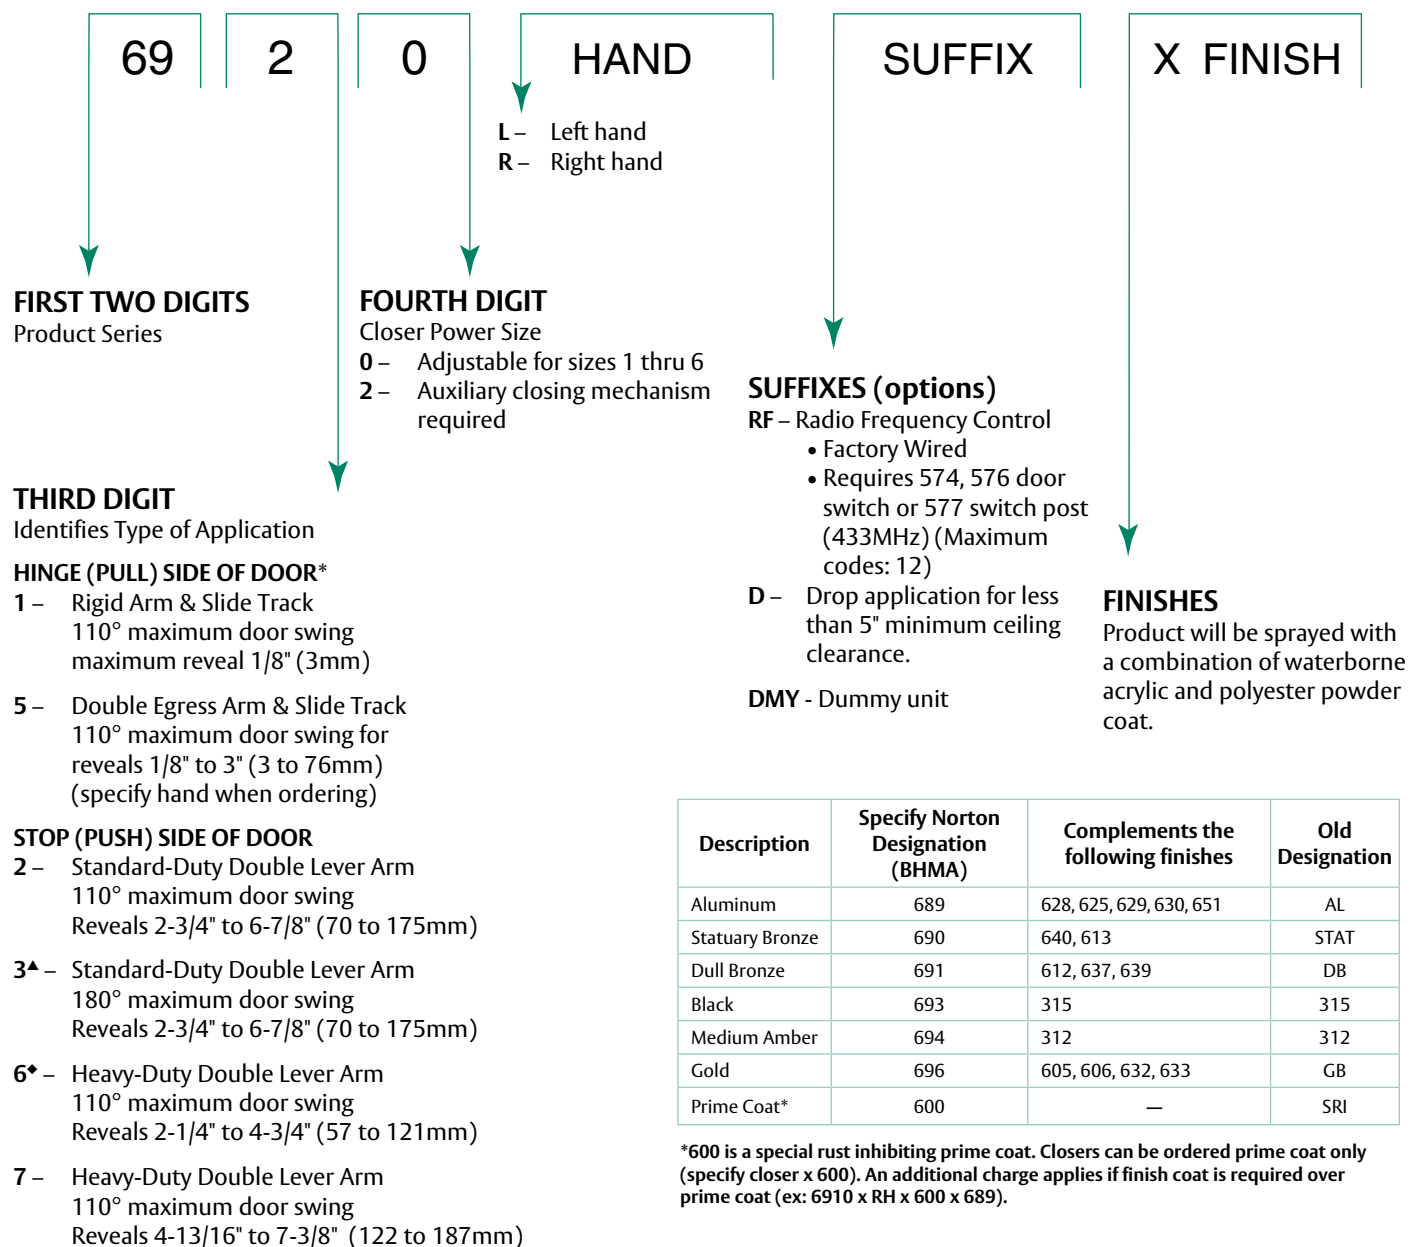 69 2 0 HAND SUFFIX X FINISH
L – Left hand
R – Right hand
FIRST TWO DIGITS
Product Series
FOURTH DIGIT
Closer Power Size
0 – Adjustable for sizes 1 thru 6
2 – Auxiliary closing mechanism
required
THIRD DIGIT
Identifies Type of Application
HINGE (PULL) SIDE OF DOOR*
1 – Rigid Arm & Slide Track
110° maximum door swing
maximum reveal 1/8" (3mm)
5 – Double Egress Arm & Slide Track
110° maximum door swing for
reveals 1/8" to 3" (3 to 76mm)
(specify hand when ordering)
STOP (PUSH) SIDE OF DOOR
2 – Standard-Duty Double Lever Arm
110° maximum door swing
Reveals 2-3/4" to 6-7/8" (70 to 175mm)
3▲ – Standard-Duty Double Lever Arm
180° maximum door swing
Reveals 2-3/4" to 6-7/8" (70 to 175mm)
6◆ – Heavy-Duty Double Lever Arm
110° maximum door swing
Reveals 2-1/4" to 4-3/4" (57 to 121mm)
7 – Heavy-Duty Double Lever Arm
110° maximum door swing
Reveals 4-13/16" to 7-3/8" (122 to 187mm)
SUFFIXES (options)
RF – Radio Frequency Control
• Factory Wired
• Requires 574, 576 door
switch or 577 switch post
(433MHz) (Maximum
codes: 12)
D – Drop application for less
than 5" minimum ceiling
clearance.
DMY - Dummy unit
FINISHES
Product will be sprayed with
a combination of waterborne
acrylic and polyester powder
coat.
Description | Specify Norton Designation (BHMA) | Complements the following finishes | Old Designation
Aluminum 689 628, 625, 629, 630, 651 AL
Statuary Bronze 690 640, 613 STAT
Dull Bronze 691 612, 637, 639 DB
Black 693 315 315
Medium Amber 694 312 312
Gold 696 605, 606, 632, 633 GB
Prime Coat* 600 — SRI
*600 is a special rust inhibiting prime coat. Closers can be ordered prime coat only
(specify closer x 600). An additional charge applies if finish coat is required over
prime coat (ex: 6910 x RH x 600 x 689).